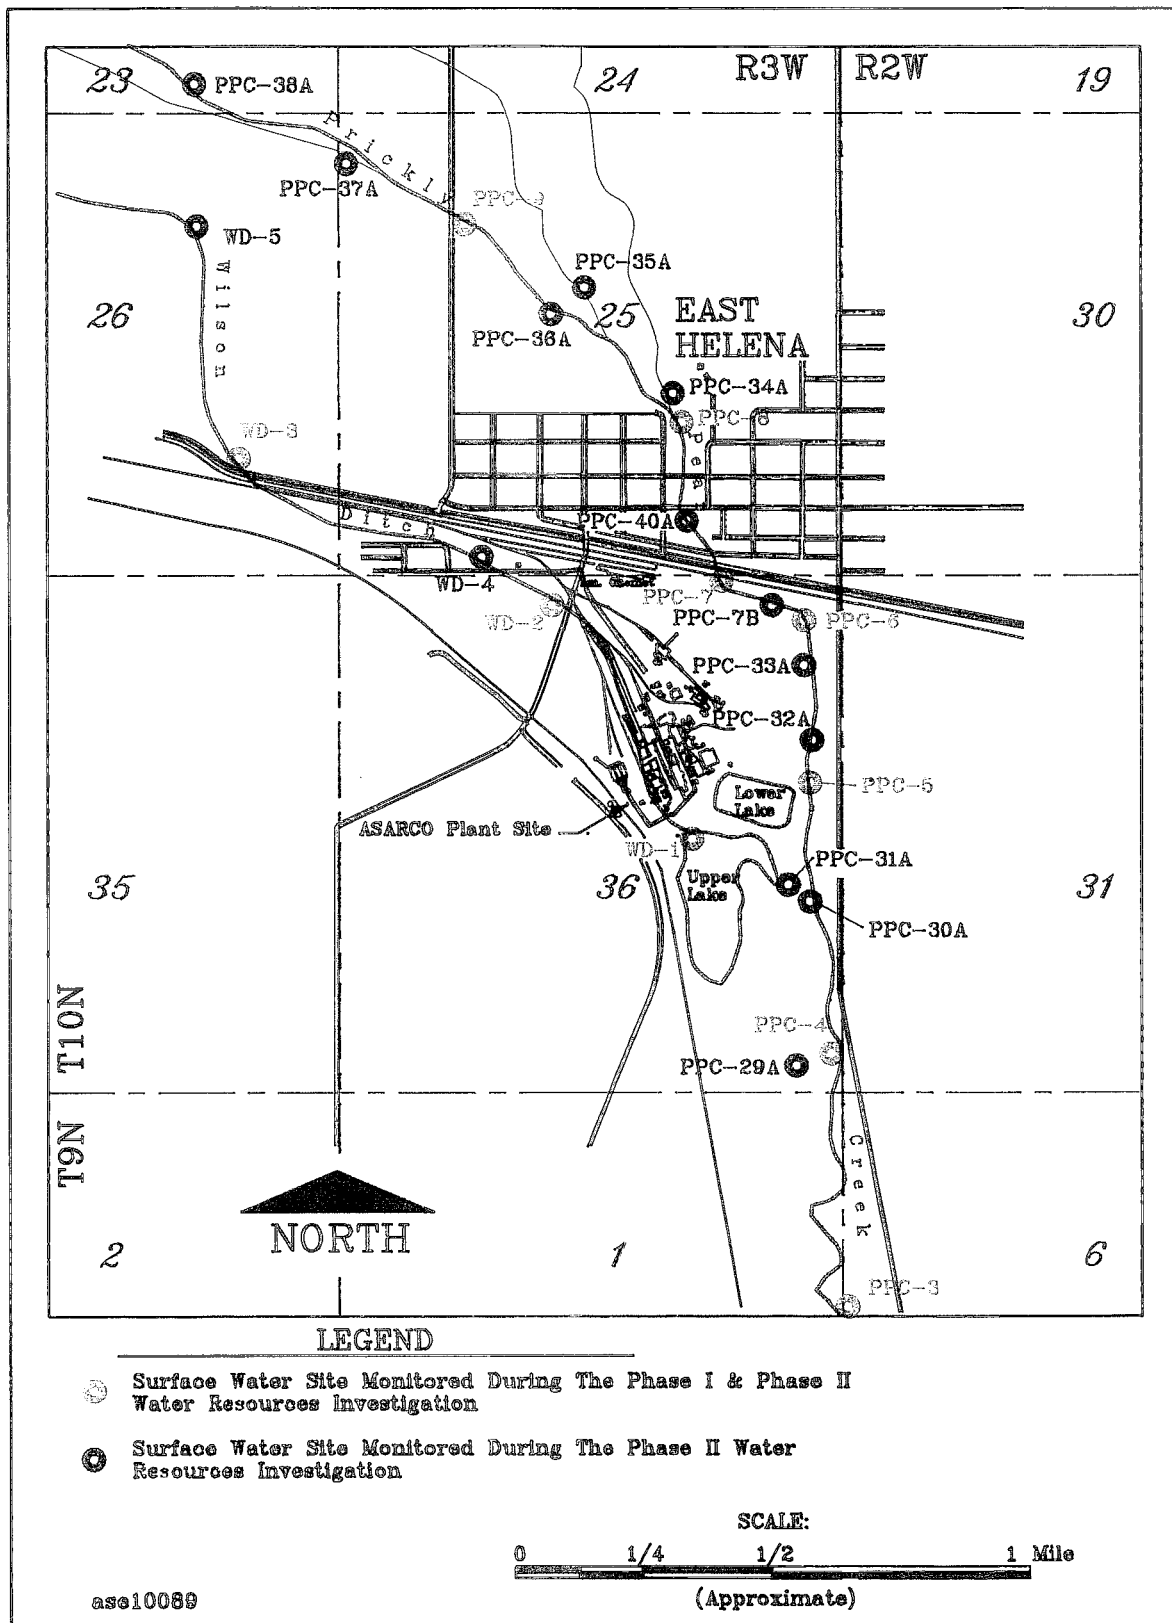 23
PPC-38A
24
R3W
R2W
19
Prickly
PPC-37A
PPC-9
WD-5
PPC-35A
Wilson
26
PPC-36A
25
EAST
HELENA
30
PPC-34A
PPC-8
Pear
WD-3
Ditch
PPC-40A
WD-4
PPC-7
WD-2
PPC-7B
PPC-6
PPC-33A
PPC-32A
Lower
Lake
PPC-5
ASARCO Plant Site
WD-1
PPC-31A
35
36
Upper
Lake
31
PPC-30A
T10N
PPC-4
PPC-29A
T9N
Creek
NORTH
2
1
6
PPC-3
LEGEND
Surface Water Site Monitored During The Phase I & Phase II
Water Resources Investigation
Surface Water Site Monitored During The Phase II Water
Resources Investigation
SCALE:
0 1/4 1/2 1 Mile
(Approximate)
ase10089